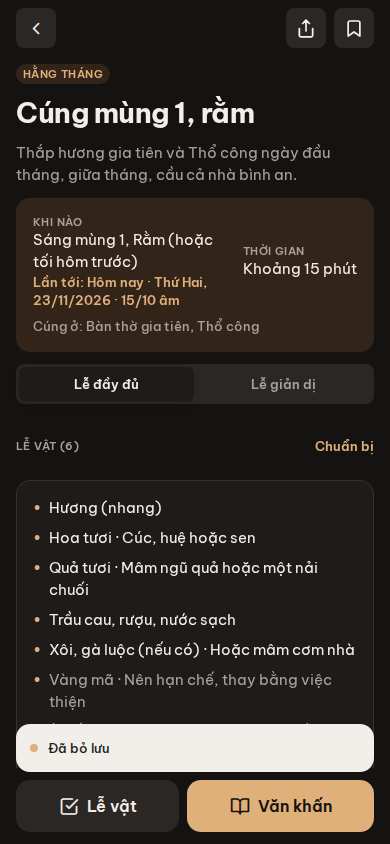 HẰNG THÁNG
Cúng mùng 1, rằm
Thắp hương gia tiên và Thổ công ngày đầu
tháng, giữa tháng, cầu cả nhà bình an.
KHI NÀO
Sáng mùng 1, Rằm (hoặc
tối hôm trước)
Lần tới: Hôm nay · Thứ Hai,
23/11/2026 · 15/10 âm
THỜI GIAN
Khoảng 15 phút
Cúng ở: Bàn thờ gia tiên, Thổ công
Lễ đầy đủ
Lễ giản dị
LỄ VẬT (6)
Chuẩn bị
• Hương (nhang)
• Hoa tươi · Cúc, huệ hoặc sen
• Quả tươi · Mâm ngũ quả hoặc một nải
chuối
• Trầu cau, rượu, nước sạch
• Xôi, gà luộc (nếu có) · Hoặc mâm cơm nhà
• Vàng mã · Nên hạn chế, thay bằng việc
thiện
Đã bỏ lưu
Lễ vật
Văn khấn